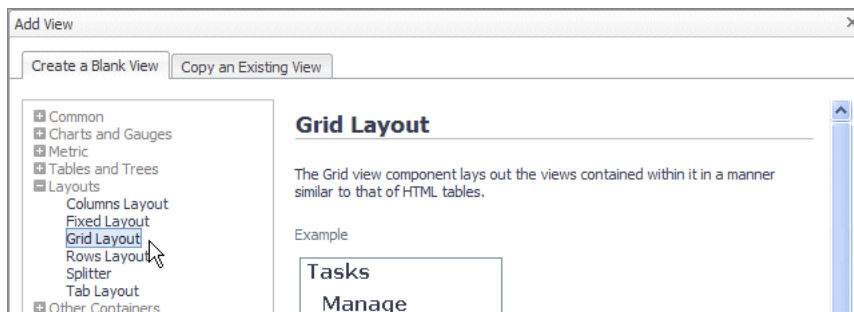 Add View
Create a Blank View
Copy an Existing View
Common
Charts and Gauges
Metric
Tables and Trees
Layouts
Columns Layout
Fixed Layout
Grid Layout
Rows Layout
Splitter
Tab Layout
Other Containers
Grid Layout
The Grid view component lays out the views contained within it in a manner
similar to that of HTML tables.
Example
Tasks
Manage